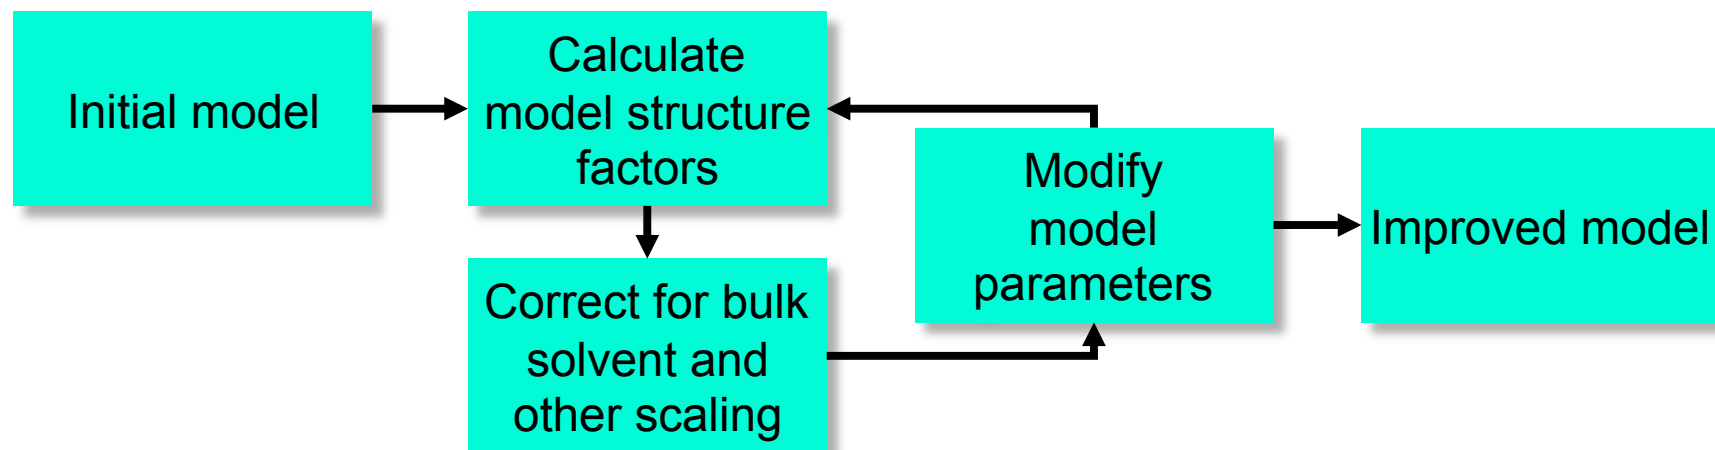 Initial model
Calculate
model structure
factors
Correct for bulk
solvent and
other scaling
Modify
model
parameters
Improved model